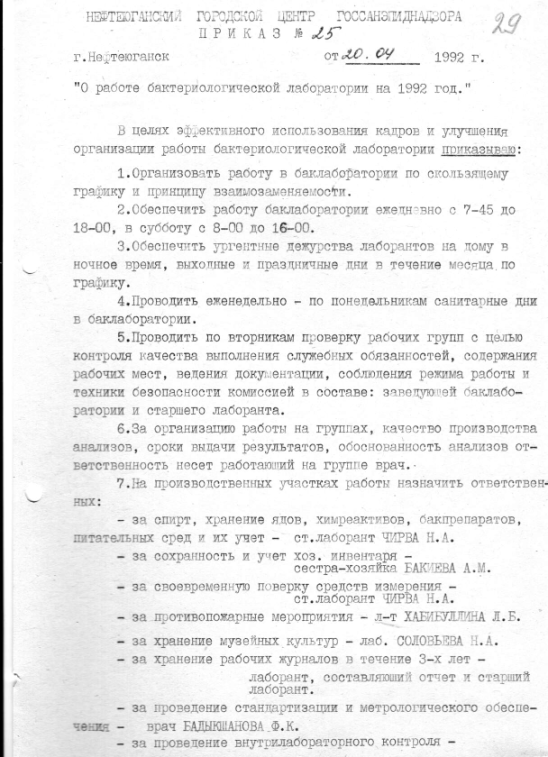 29
НЕФТЕЮГАНСКИЙ ГОРОДСКОЙ ЦЕНТР ГОССАНЭПИДНАДЗОРА
П Р И К А З № 25
г.Нефтеюганск от 20.04 1992 г.
"О работе бактериологической лаборатории на 1992 год."
В целях эффективного использования кадров и улучшения
организации работы бактериологической лаборатории приказываю:
1.Организовать работу в баклаборатории по скользящему
графику и принципу взаимозаменяемости.
2.Обеспечить работу баклаборатории ежедневно с 7-45 до
18-00, в субботу с 8-00 до 16-00.
3.Обеспечить ургентные дежурства лаборантов на дому в
ночное время, выходные и праздничные дни в течение месяца по
графику.
4.Проводить еженедельно - по понедельникам санитарные дни
в баклаборатории.
5.Проводить по вторникам проверку рабочих групп с целью
контроля качества выполнения служебных обязанностей, содержания
рабочих мест, ведения документации, соблюдения режима работы и
техники безопасности комиссией в составе: заведующей баклабо-
ратории и старшего лаборанта.
6.За организацию работы на группах, качество производства
анализов, сроки выдачи результатов, обоснованность анализов от-
ветственность несет работающий на группе врач.
7.На производственных участках работы назначить ответствен-
ных:
- за спирт, хранение ядов, химреактивов, бакпрепаратов,
питательных сред и их учет - ст.лаборант ЧИРВА Н.А.
- за сохранность и учет хоз. инвентаря -
сестра-хозяйка БАКИЕВА А.М.
- за своевременную поверку средств измерения -
ст.лаборант ЧИРВА Н.А.
- за противопожарные мероприятия - л-т ХАБИБУЛЛИНА Л.Б.
- за хранение музейных культур - лаб. СОЛОВЬЕВА Н.А.
- за хранение рабочих журналов в течение 3-х лет -
лаборант, составляющий отчет и старший
лаборант.
- за проведение стандартизации и метрологического обеспе-
чения - врач БАДЫКШАНОВА Ф.К.
- за проведение внутрилабораторного контроля -